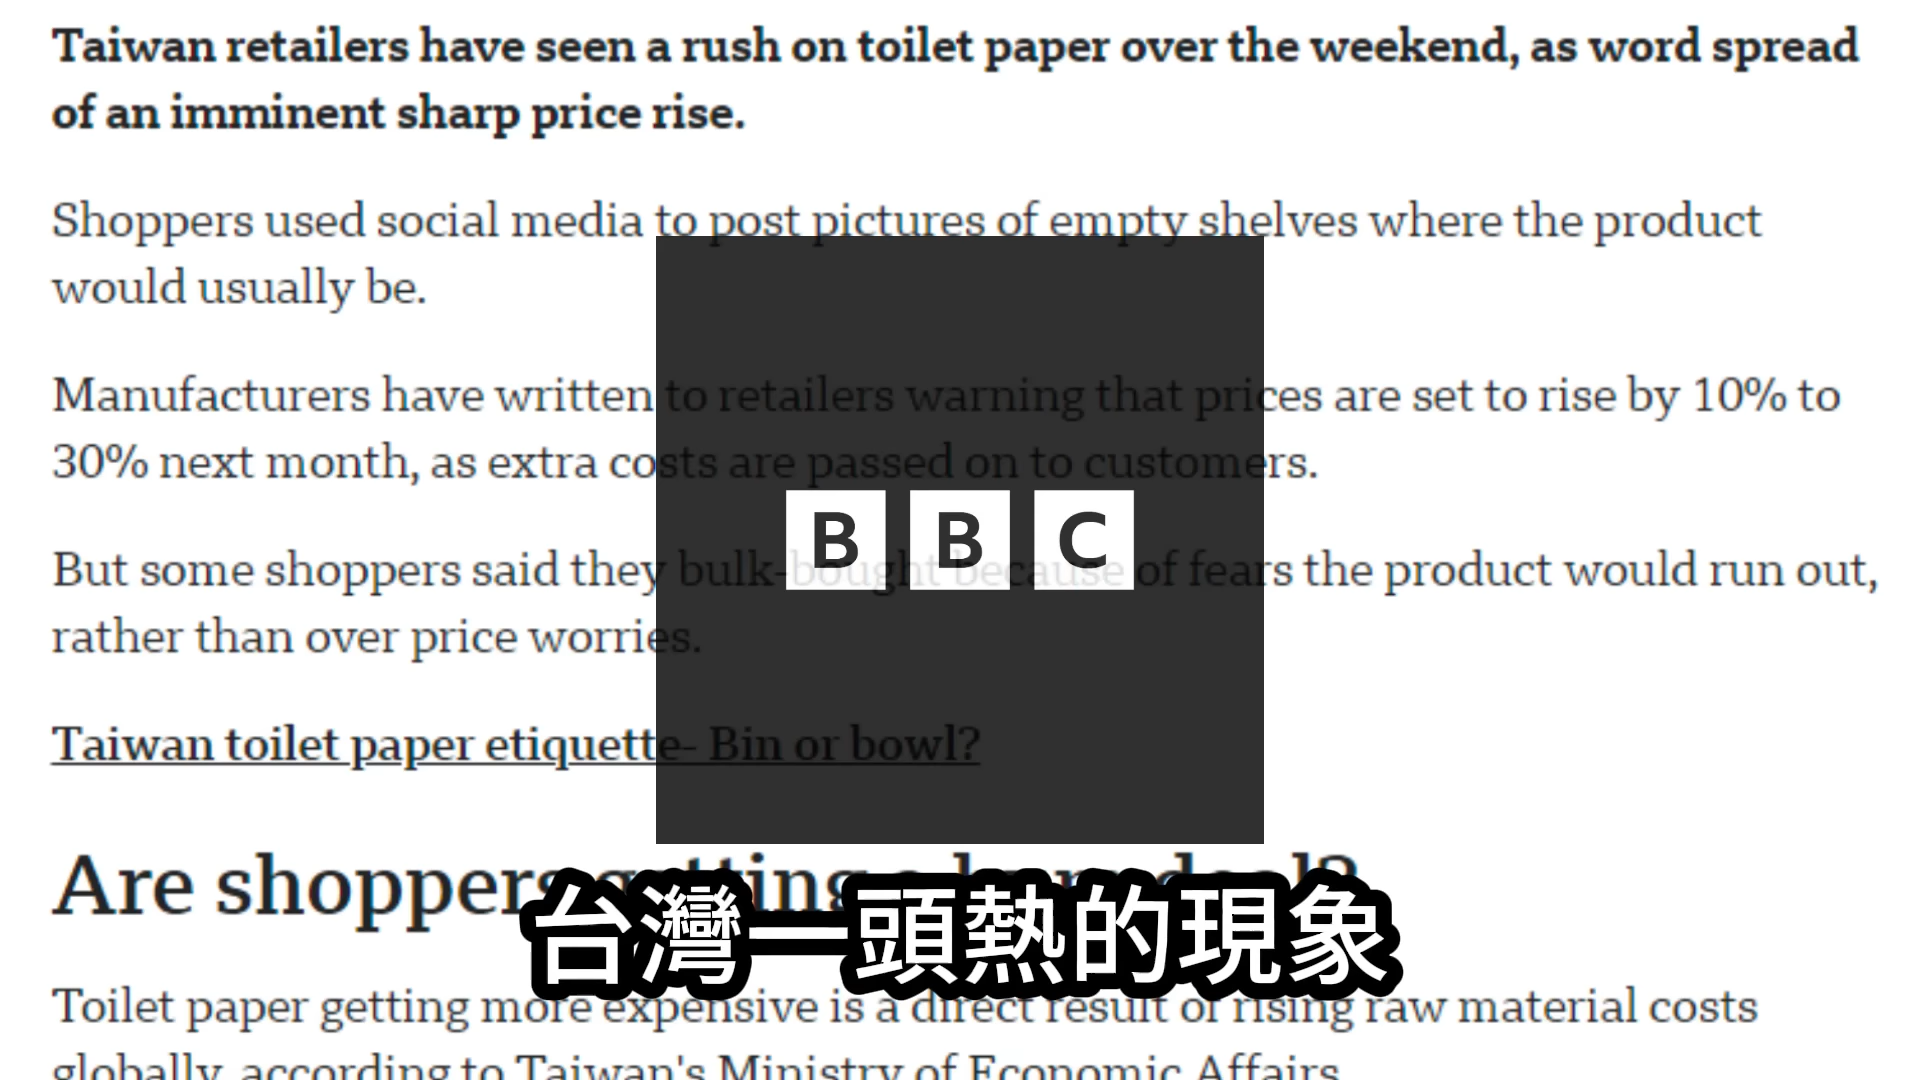 Taiwan retailers have seen a rush on toilet paper over the weekend, as word spread
of an imminent sharp price rise.
Shoppers used social media to post pictures of empty shelves where the product
would usually be.
Manufacturers have written to retailers warning that prices are set to rise by 10% to
30% next month, as extra costs are passed on to customers.
BBC
But some shoppers said they bulk-bought because of fears the product would run out,
rather than over price worries.
Taiwan toilet paper etiquette- Bin or bowl?
Are shoppers getting a deal?
台灣一頭熱的現象
Toilet paper getting more expensive is a direct result of rising raw material costs
globally, according to Taiwan's Ministry of Economic Affairs.